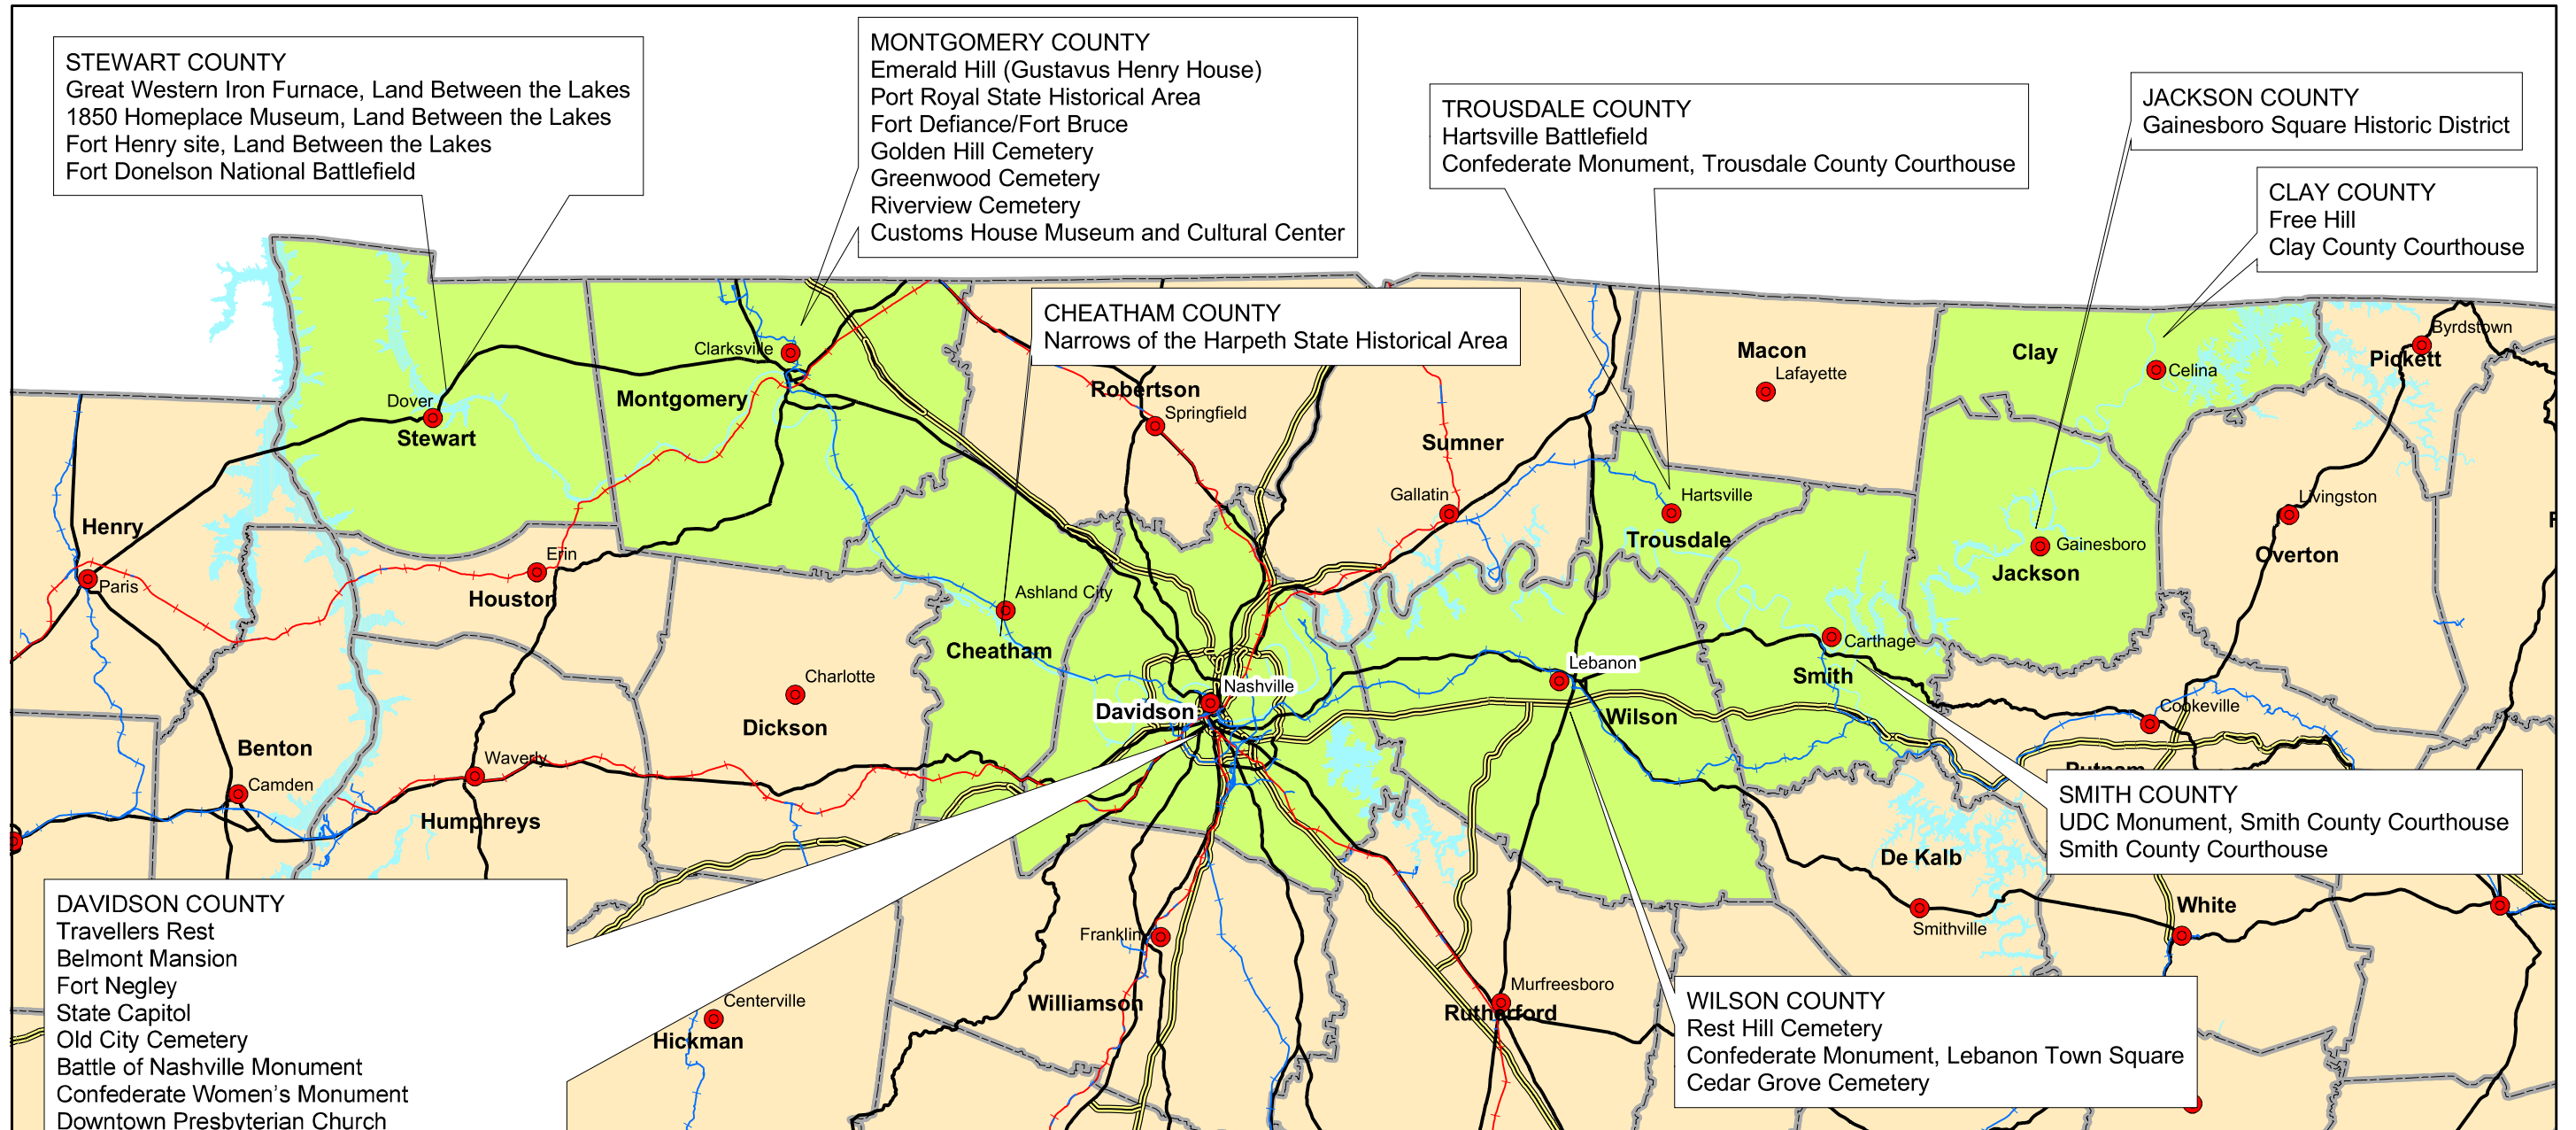 STEWART COUNTY
Great Western Iron Furnace, Land Between the Lakes
1850 Homeplace Museum, Land Between the Lakes
Fort Henry site, Land Between the Lakes
Fort Donelson National Battlefield
MONTGOMERY COUNTY
Emerald Hill (Gustavus Henry House)
Port Royal State Historical Area
Fort Defiance/Fort Bruce
Golden Hill Cemetery
Greenwood Cemetery
Riverview Cemetery
Customs House Museum and Cultural Center
TROUSDALE COUNTY
Hartsville Battlefield
Confederate Monument, Trousdale County Courthouse
JACKSON COUNTY
Gainesboro Square Historic District
CLAY COUNTY
Free Hill
Clay County Courthouse
CHEATHAM COUNTY
Narrows of the Harpeth State Historical Area
Clarksville
Montgomery
Dover
Stewart
Robertson
Springfield
Macon
Lafayette
Clay
Celina
Byrdstown
Pickett
Sumner
Gallatin
Hartsville
Trousdale
Gainesboro
Jackson
Livingston
Overton
Henry
Paris
Erin
Houston
Ashland City
Cheatham
Charlotte
Dickson
Nashville
Davidson
Lebanon
Wilson
Carthage
Smith
Cookeville
Putnam
Benton
Camden
Waverly
Humphreys
SMITH COUNTY
UDC Monument, Smith County Courthouse
Smith County Courthouse
De Kalb
Smithville
White
DAVIDSON COUNTY
Travellers Rest
Belmont Mansion
Fort Negley
State Capitol
Old City Cemetery
Battle of Nashville Monument
Confederate Women's Monument
Downtown Presbyterian Church
Franklin
Williamson
Centerville
Hickman
Murfreesboro
Rutherford
WILSON COUNTY
Rest Hill Cemetery
Confederate Monument, Lebanon Town Square
Cedar Grove Cemetery